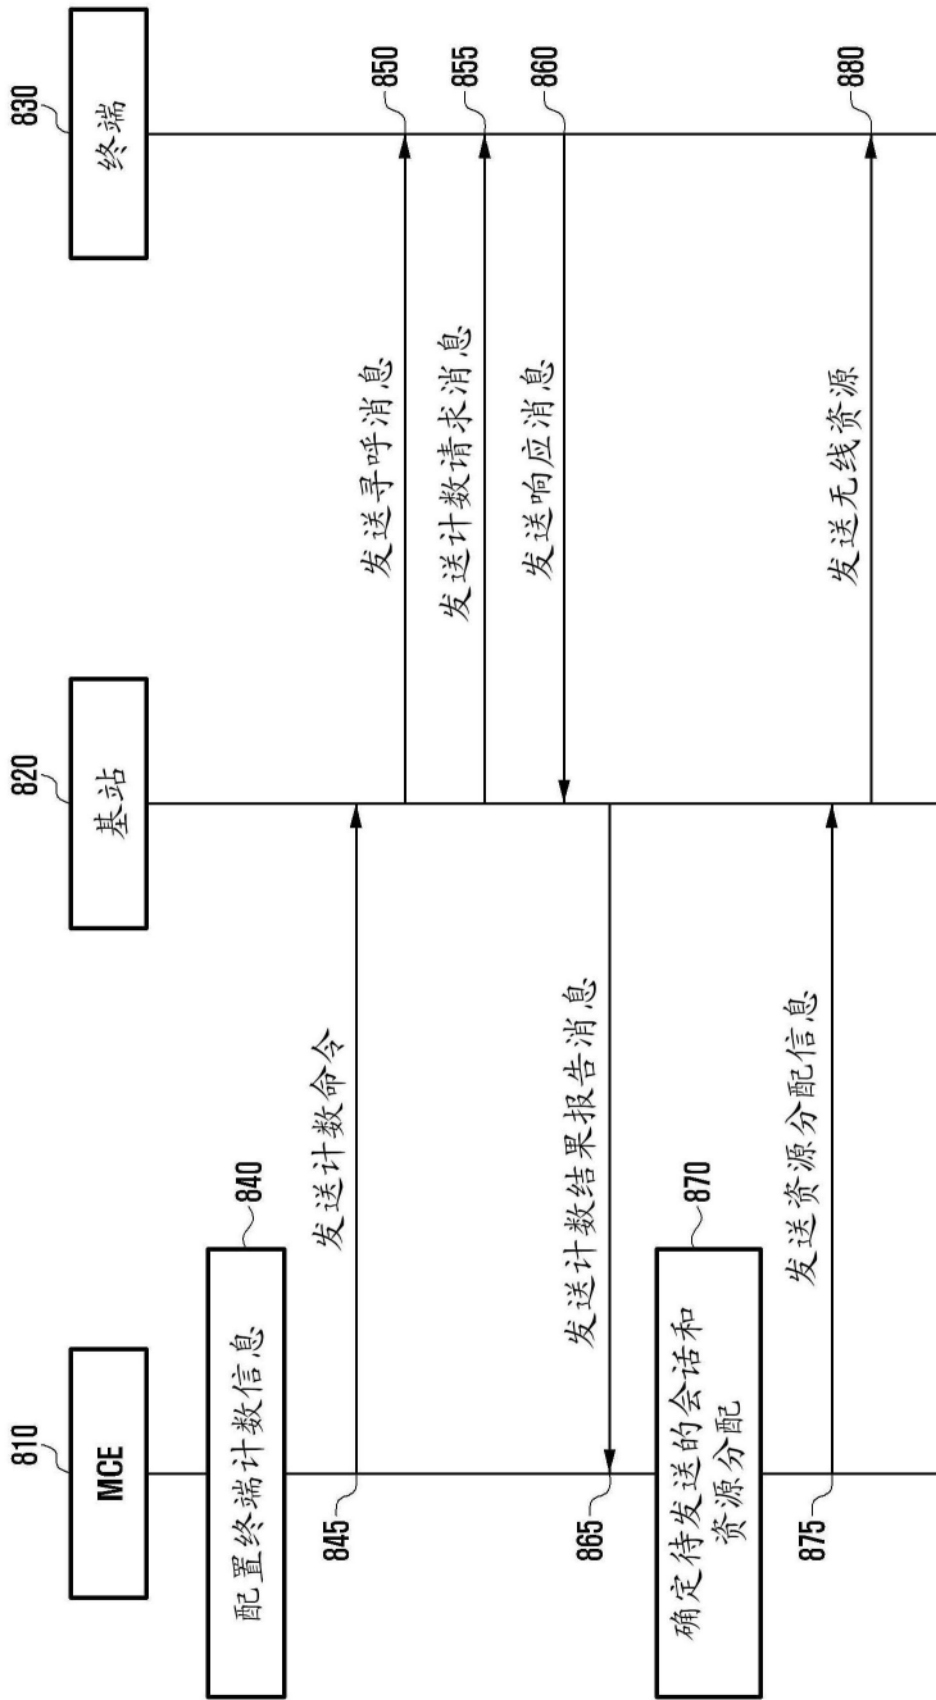 810
820
830
MCE
基站
终端
配置终端计数信息
840
发送计数命令
845
发送寻呼消息
850
发送计数请求消息
855
发送响应消息
860
发送计数结果报告消息
865
确定待发送的会话和
资源分配
870
发送资源分配信息
875
发送无线资源
880